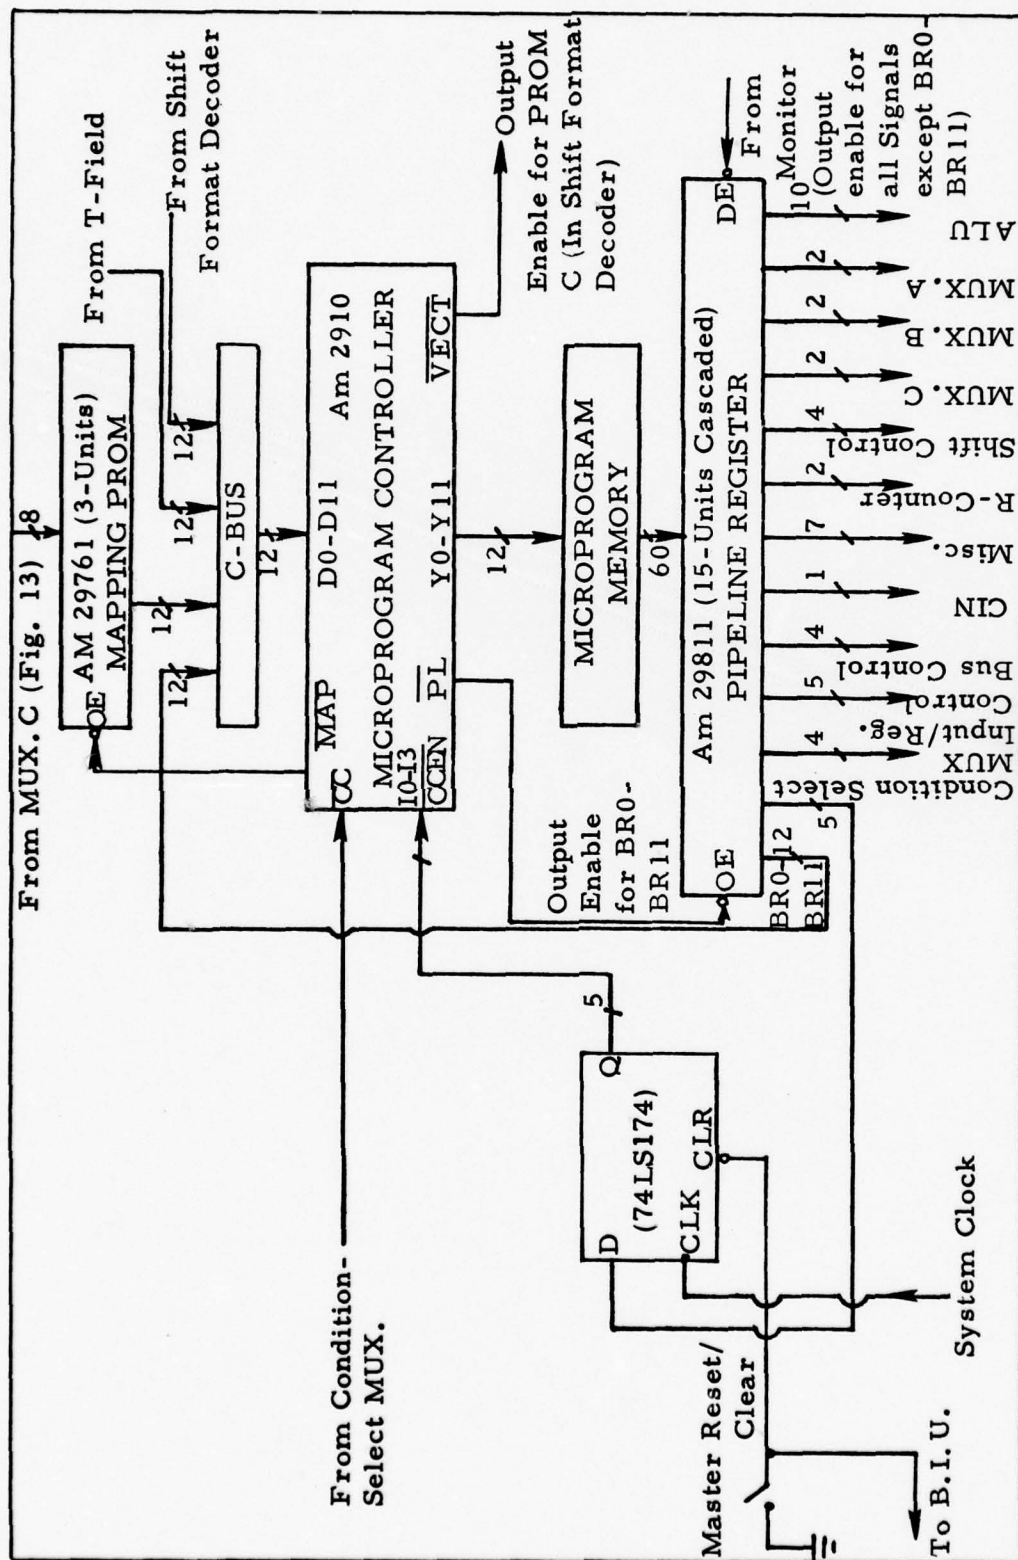 From MUX. C (Fig. 13)
8
AM 29761 (3-Units)
MAPPING PROM
OE
From T-Field
From Shift
Format Decoder
12
12
12
12
C-BUS
12
D0-D11
Am 2910
MICROPROGRAM CONTROLLER
MAP
CC
I0-I3
CCEN
PL
Y0-Y11
VECT
Output
Enable for PROM
C (In Shift Format
Decoder)
From Condition-
Select MUX.
12
MICROPROGRAM
MEMORY
60
Output
Enable
for BR0-
BR11
Am 29811 (15-Units Cascaded)
PIPELINE REGISTER
OE
DE
From
Monitor
(Output
enable for
all Signals
except BR0-
BR11)
10
ALU
2
MUX.A
2
MUX.B
2
MUX.C
4
Shift Control
2
R-Counter
7
Misc.
1
CIN
4
Bus Control
5
Input/Reg.
Control
4
Condition Select
MUX
5
BR0-
BR11
12
5
Q
D
(74LS174)
CLK
CLR
Master Reset/
Clear
System Clock
To B.I.U.